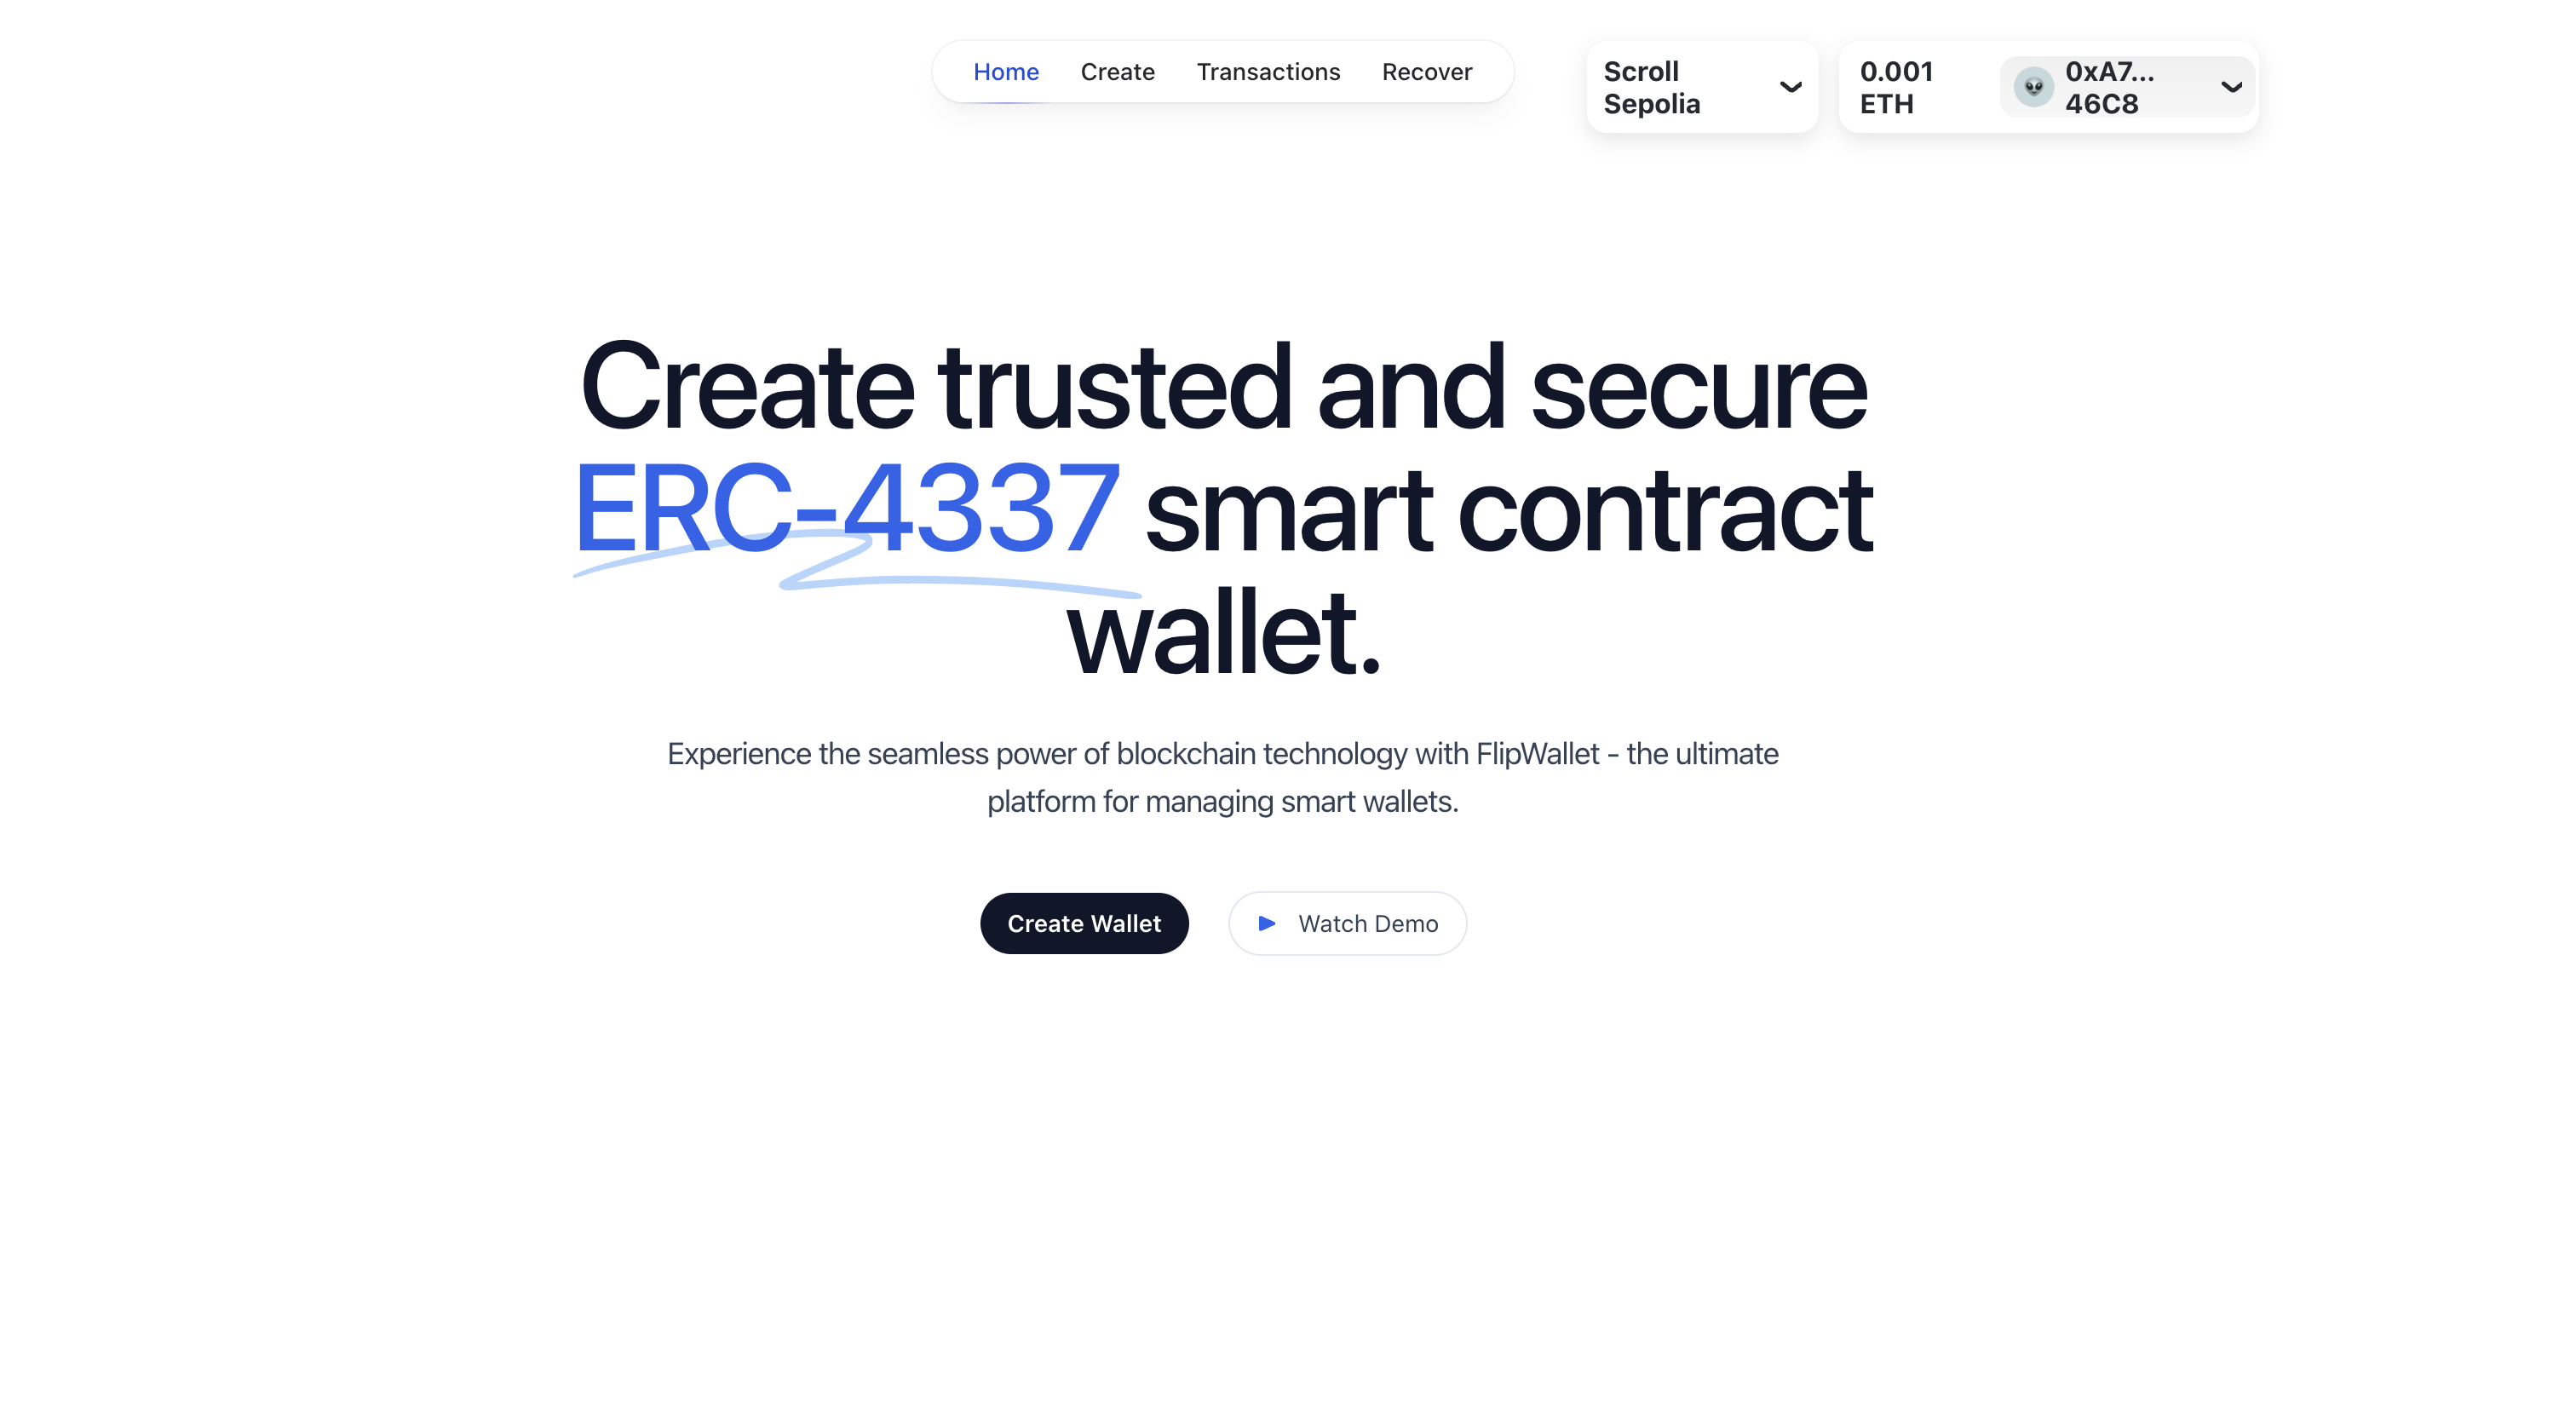 Home Create Transactions Recover
Scroll
Sepolia
0.001
ETH
0xA7...
46C8
Create trusted and secure
ERC-4337 smart contract
wallet.
Experience the seamless power of blockchain technology with FlipWallet - the ultimate
platform for managing smart wallets.
Create Wallet
Watch Demo